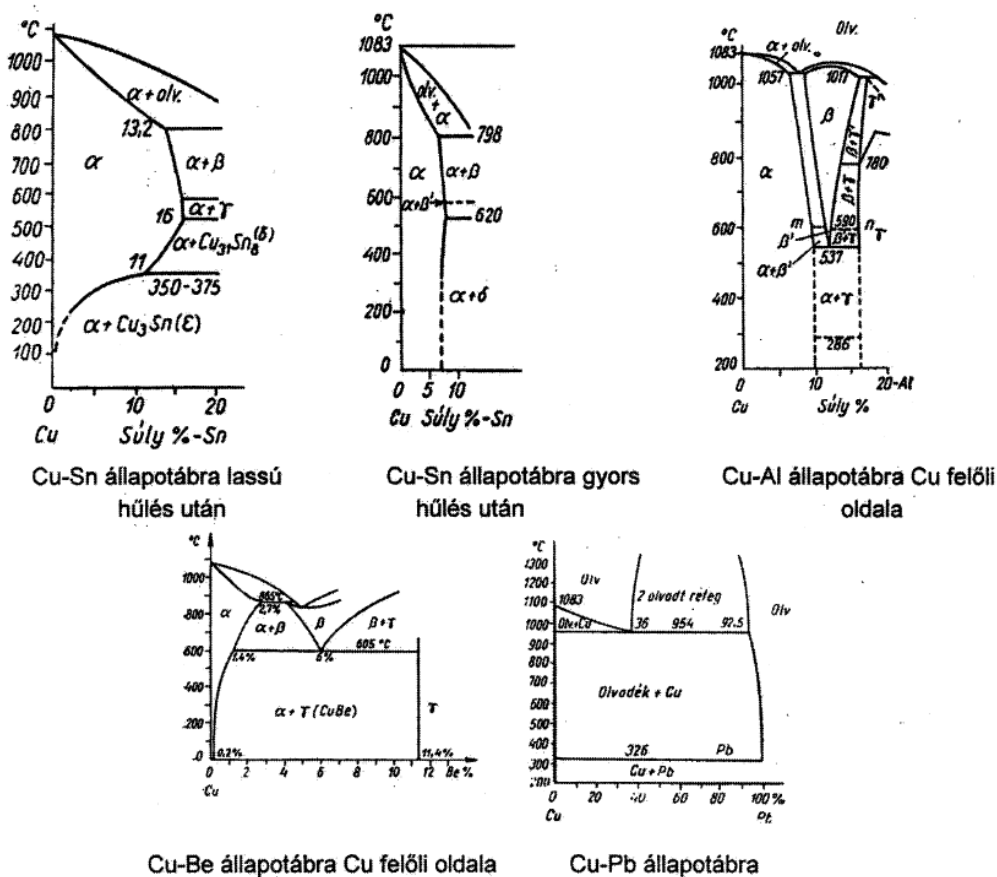 °C
1000
900
800
700
600
500
400
300
200
100
0
10
20
Cu
Súly %-Sn
α+olv.
13,2
α
α+β
16
α+γ
α+Cu₃₁Sn₈(δ)
11
350-375
α+Cu₃Sn(ε)
°C
1083
1000
800
600
400
200
0
0
5
10
Cu
Súly %-Sn
olv.
+
α
798
α
α+β
α+β'
620
α+δ
Olv.
°C
1083
1000
800
600
500
400
200
0
10
20-Al
Cu
Súly %
α+olv.
1057
1017
β
γ'
β+γ'
780
α
β+γ
m
590
n
γ
β'
β+γ
α+β'
537
α+γ
286
Cu-Sn állapotábra lassú
hűlés után
Cu-Sn állapotábra gyors
hűlés után
Cu-Al állapotábra Cu felőli
oldala
°C
1000
800
600
400
200
0
0
2
4
6
8
10
12
Be %
Cu
865°C
2,7%
α
α+β
β
β+γ
605 °C
1,4%
6%
α+γ(CuBe)
γ
0,2%
11,4%
°C
1300
1200
1100
1000
900
800
700
600
500
400
300
200
0
20
40
60
80
100 %
Cu
Olv
1083
2 olvadt réteg
Olv
Olv+Cu
36
954
92.5
Olvadék + Cu
326
Pb
Cu+Pb
Cu-Be állapotábra Cu felőli oldala
Cu-Pb állapotábra